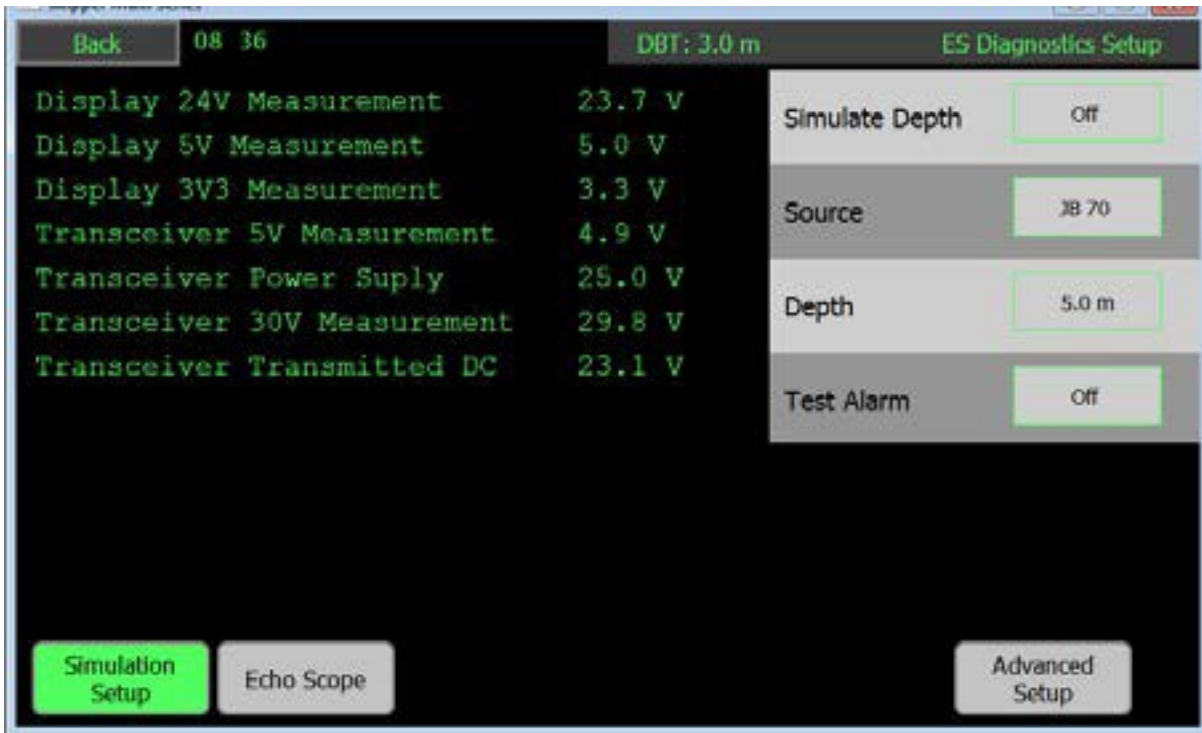 Back
08 36
DBT: 3.0 m
ES Diagnostics Setup
Display 24V Measurement 23.7 V
Display 5V Measurement 5.0 V
Display 3V3 Measurement 3.3 V
Transceiver 5V Measurement 4.9 V
Transceiver Power Suply 25.0 V
Transceiver 30V Measurement 29.8 V
Transceiver Transmitted DC 23.1 V
Simulate Depth Off
Source JB 70
Depth 5.0 m
Test Alarm Off
Simulation
Setup
Echo Scope
Advanced
Setup